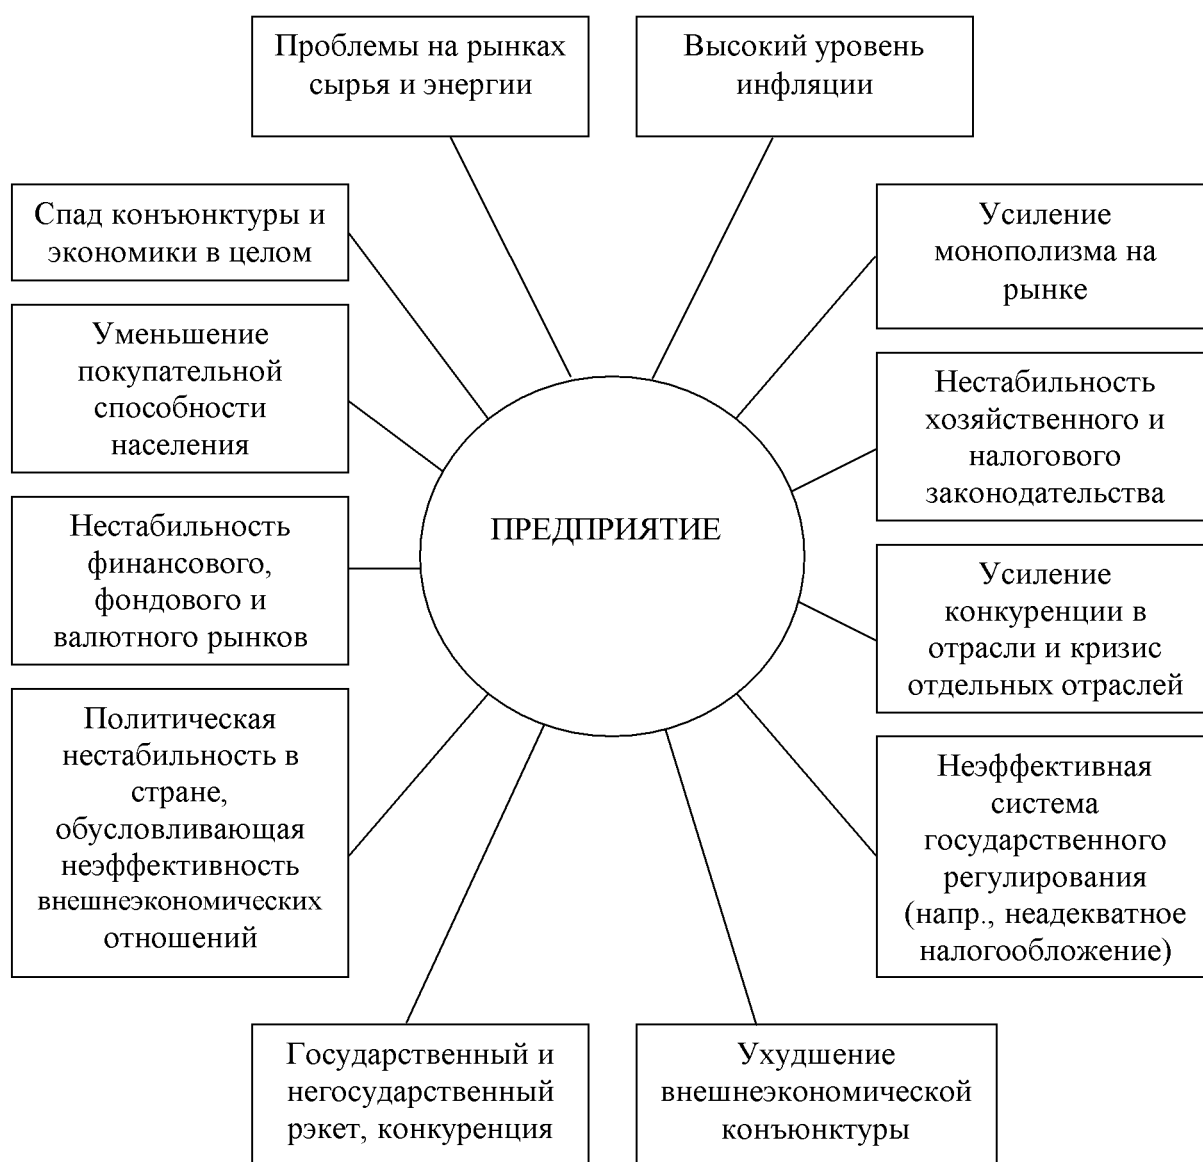 Проблемы на рынках
сырья и энергии
Высокий уровень
инфляции
Спад конъюнктуры и
экономики в целом
Усиление
монополизма на
рынке
Уменьшение
покупательной
способности
населения
Нестабильность
хозяйственного и
налогового
законодательства
ПРЕДПРИЯТИЕ
Нестабильность
финансового,
фондового и
валютного рынков
Усиление
конкуренции в
отрасли и кризис
отдельных отраслей
Политическая
нестабильность в
стране,
обусловливающая
неэффективность
внешнеэкономических
отношений
Неэффективная
система
государственного
регулирования
(напр., неадекватное
налогообложение)
Государственный и
негосударственный
рэкет, конкуренция
Ухудшение
внешнеэкономической
конъюнктуры